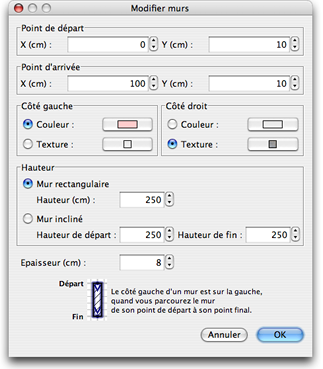 Modifier murs
Point de départ
X (cm) : 0 Y (cm) : 10
Point d'arrivée
X (cm) : 100 Y (cm) : 10
Côté gauche Côté droit
Couleur : Couleur :
Texture : Texture :
Hauteur
Mur rectangulaire
Hauteur (cm) : 250
Mur incliné
Hauteur de départ : 250 Hauteur de fin : 250
Epaisseur (cm) : 8
Départ
Le côté gauche d'un mur est sur la gauche,
quand vous parcourez le mur
de son point de départ à son point final.
Fin
Annuler OK